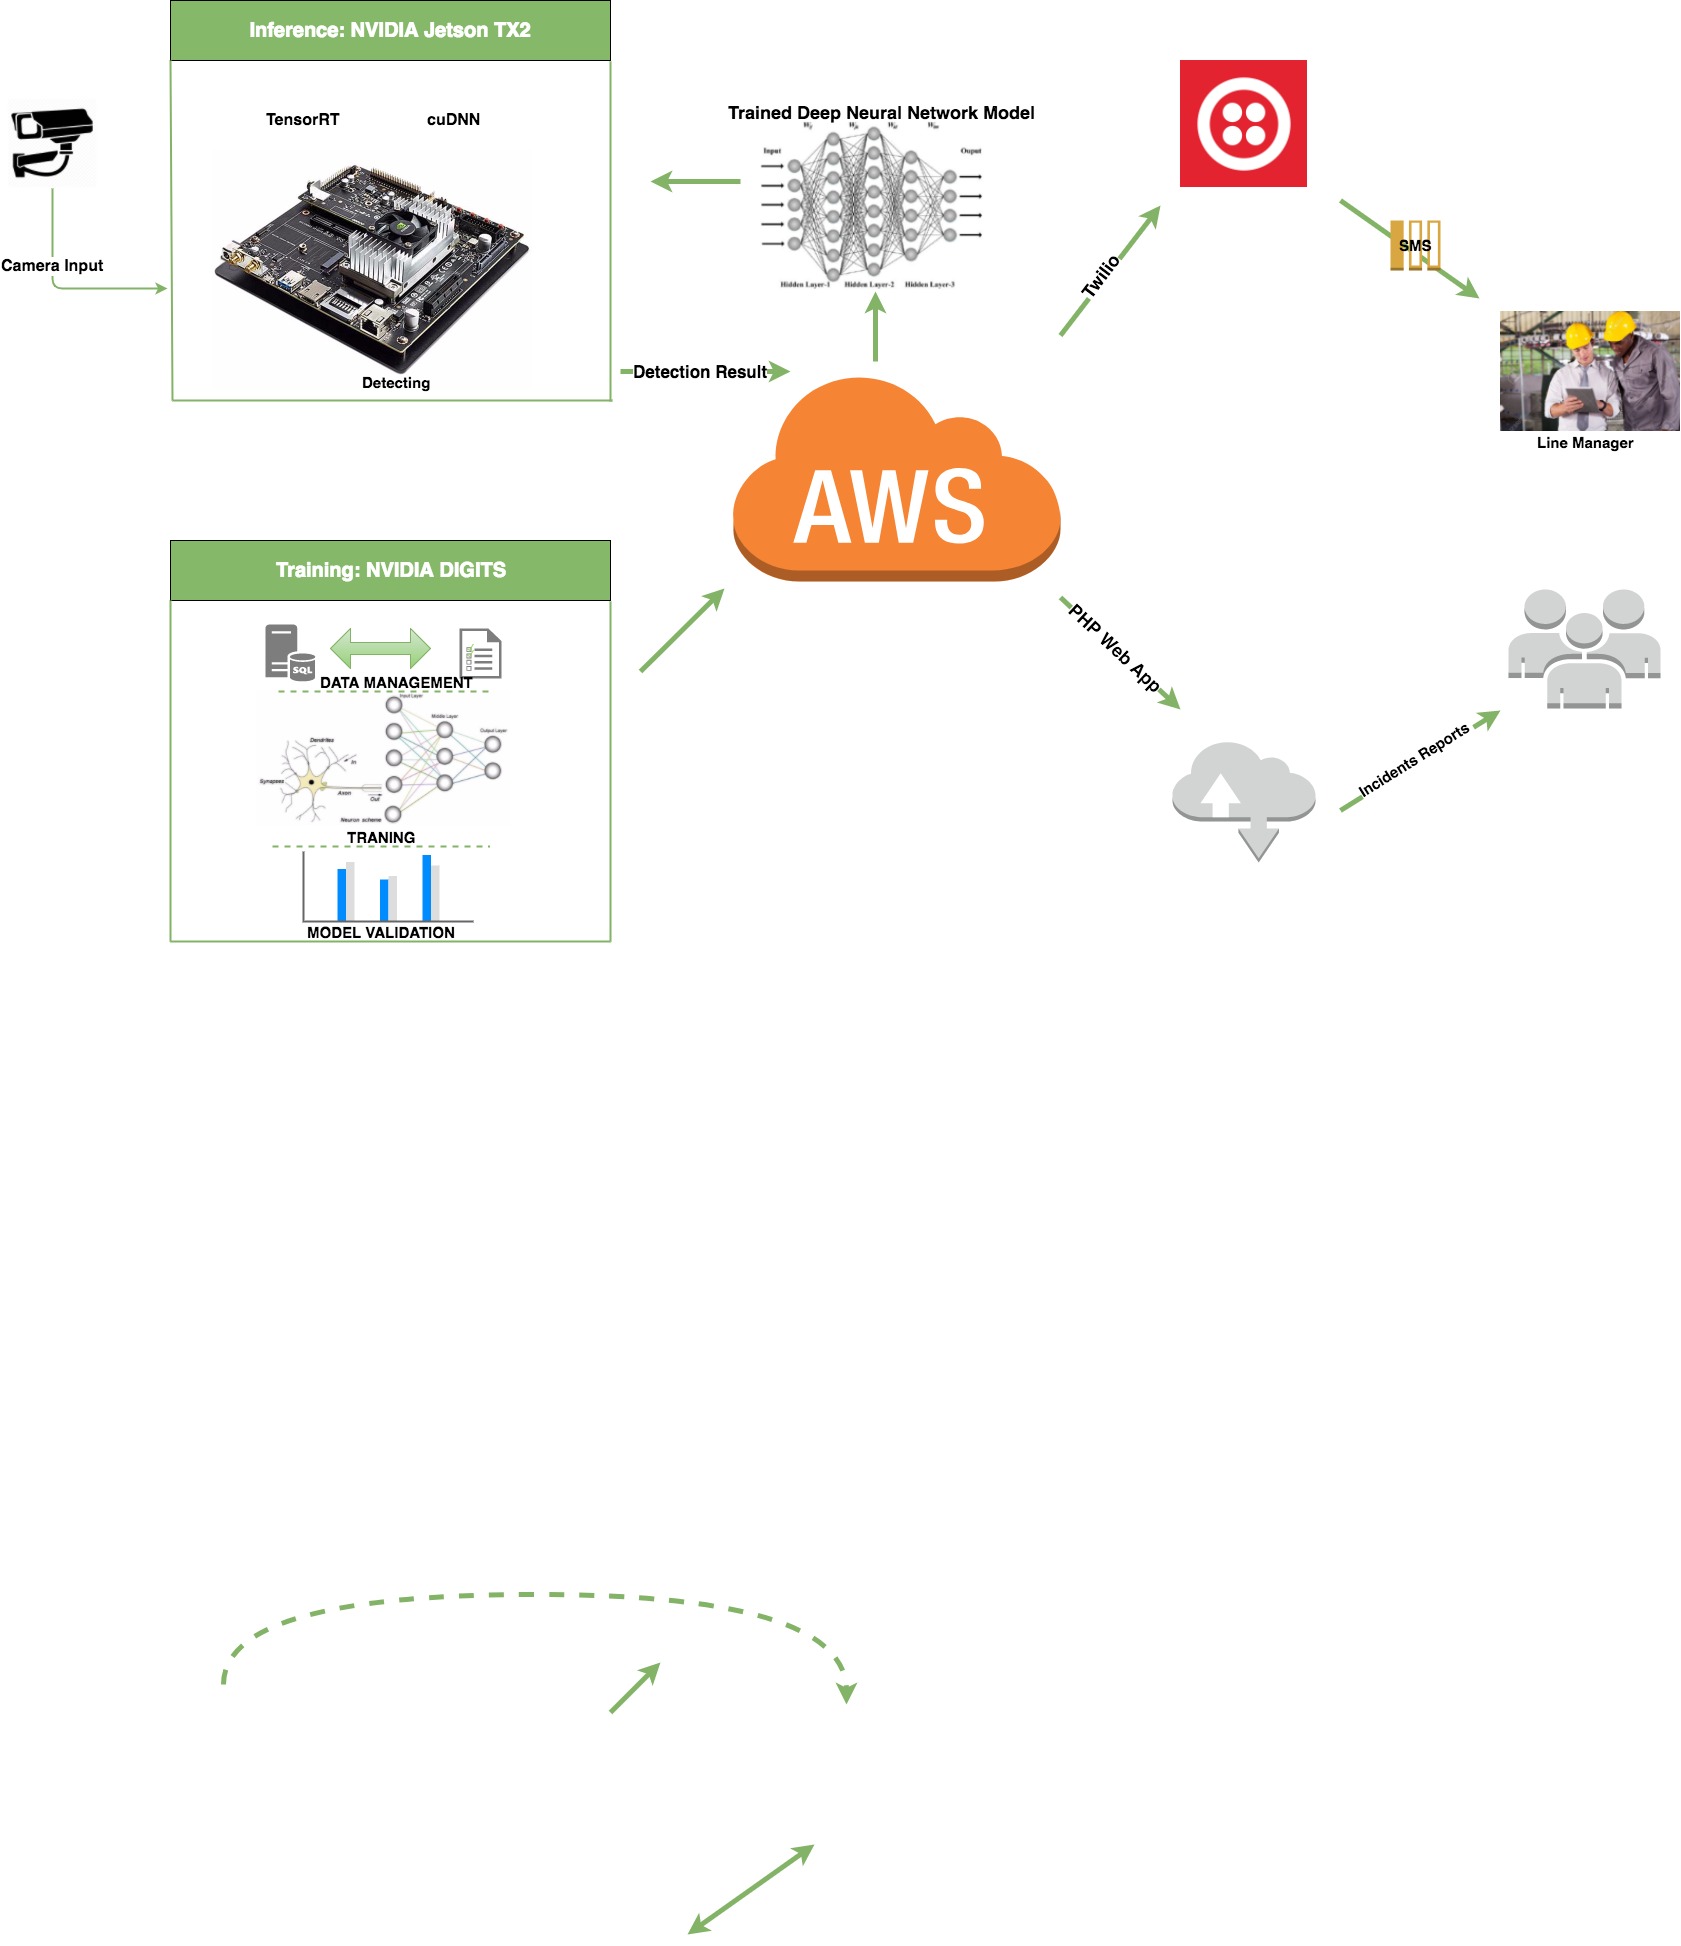 Inference: NVIDIA Jetson TX2
TensorRT
cuDNN
Detecting
Camera Input
Trained Deep Neural Network Model
Input
Ouput
Hidden Layer-1
Hidden Layer-2
Hidden Layer-3
Detection Result
AWS
Twilio
SMS
Line Manager
Training: NVIDIA DIGITS
SQL
DATA MANAGEMENT
Input Layer
Middle Layer
Output Layer
Dendrites
In
Synapses
Axon
Out
Neuron scheme
TRANING
MODEL VALIDATION
PHP Web App
Incidents Reports